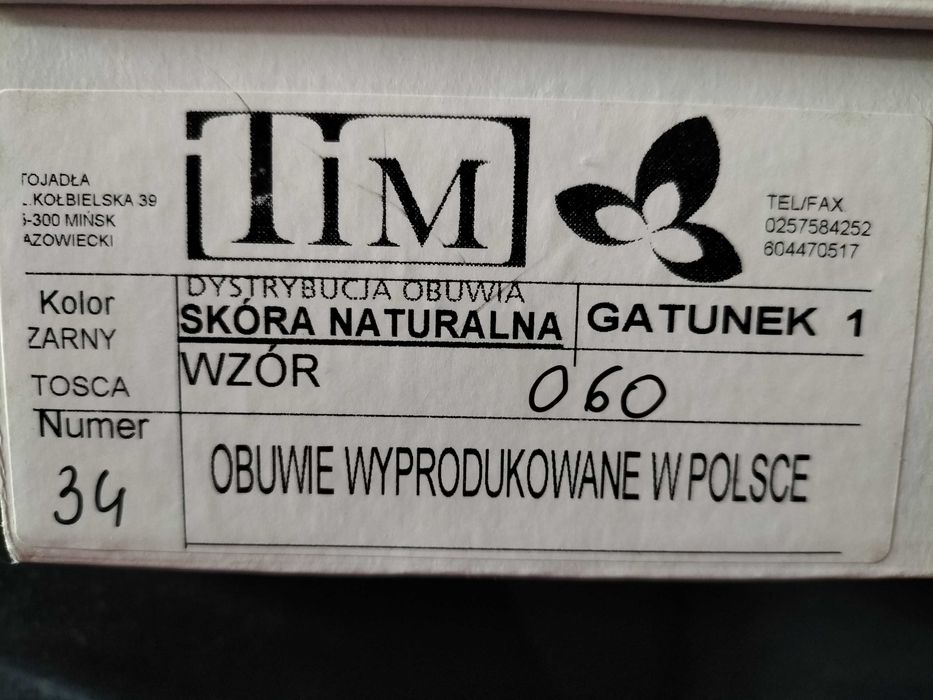 TiM
TOJADŁA
.KOŁBIELSKA 39
-300 MIŃSK
AZOWIECKI
TEL/FAX.
0257584252
604470517
DYSTRYBUCJA OBUWIA
Kolor
ZARNY
TOSCA
SKÓRA NATURALNA
GATUNEK 1
WZÓR 060
Numer
34
OBUWIE WYPRODUKOWANE W POLSCE